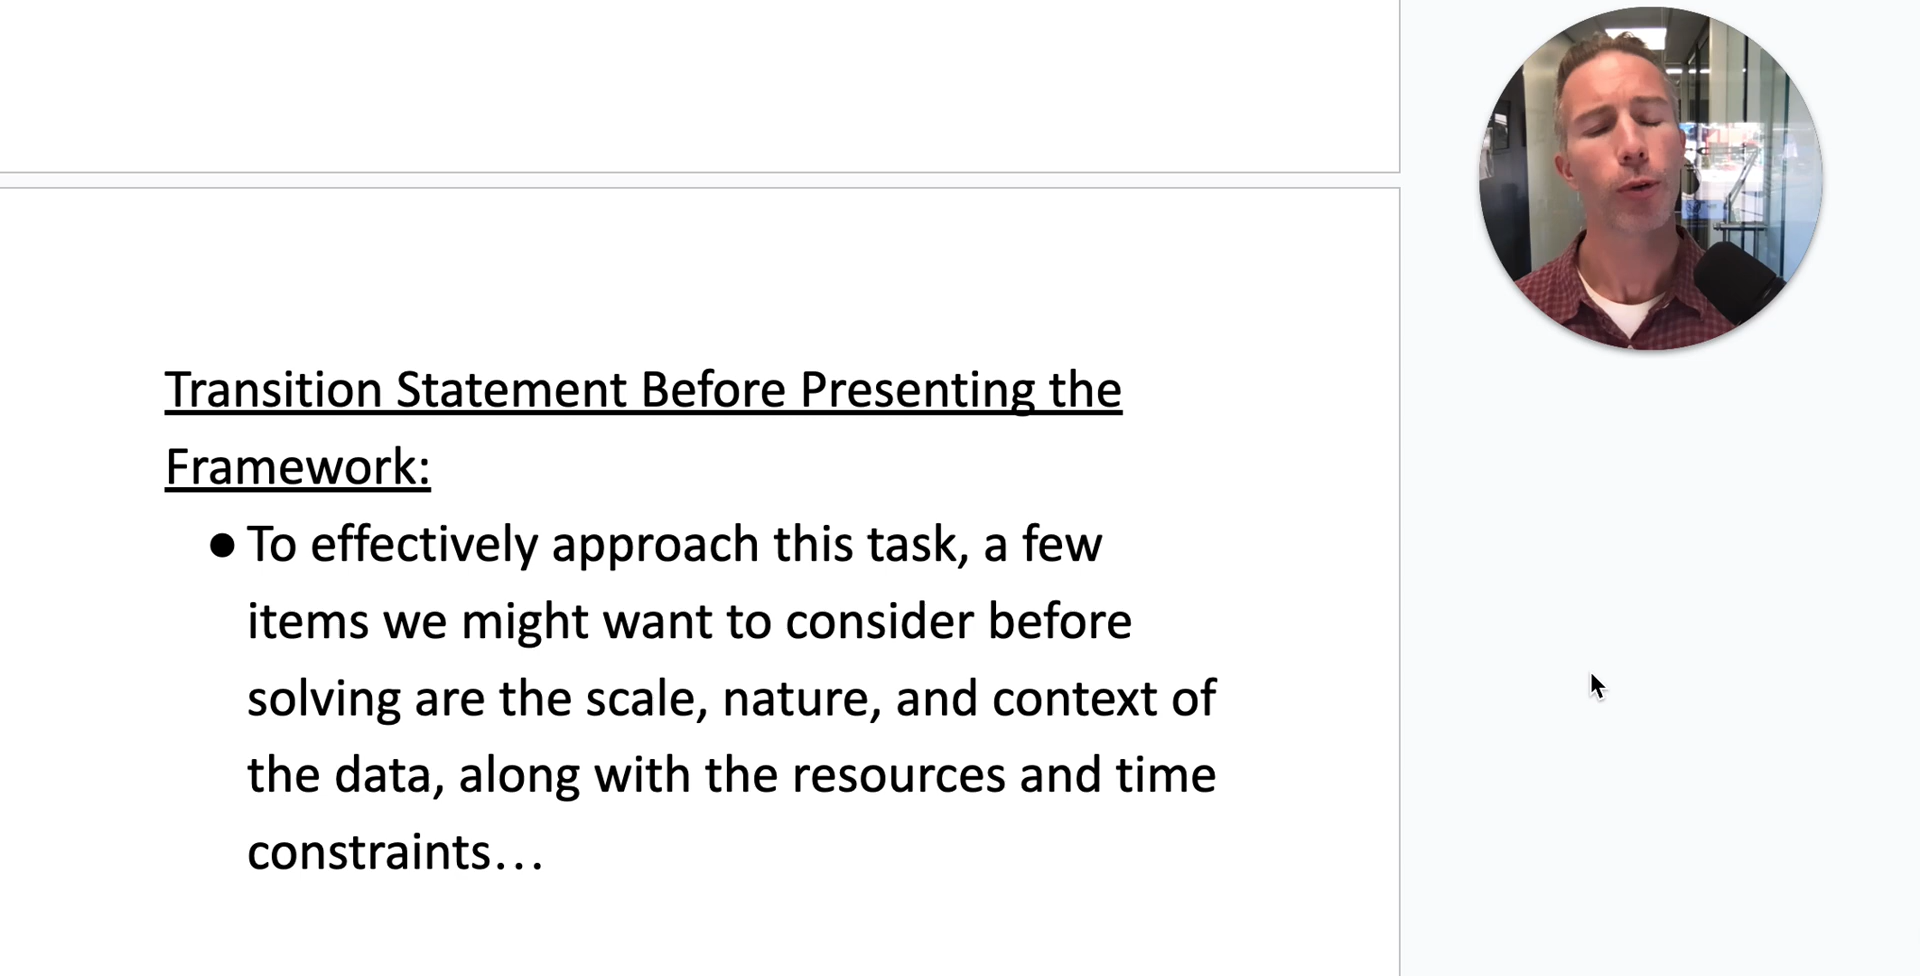 Transition Statement Before Presenting the
Framework:
● To effectively approach this task, a few
items we might want to consider before
solving are the scale, nature, and context of
the data, along with the resources and time
constraints…